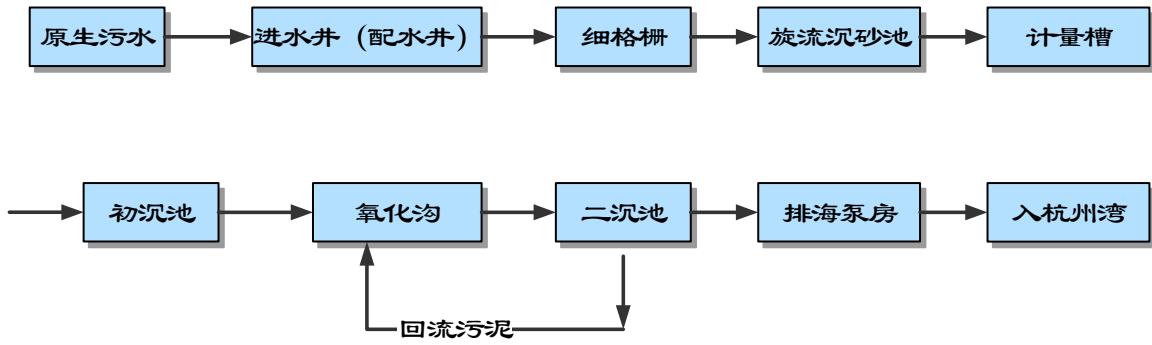 原生污水
进水井（配水井）
细格栅
旋流沉砂池
计量槽
初沉池
氧化沟
二沉池
排海泵房
入杭州湾
回流污泥